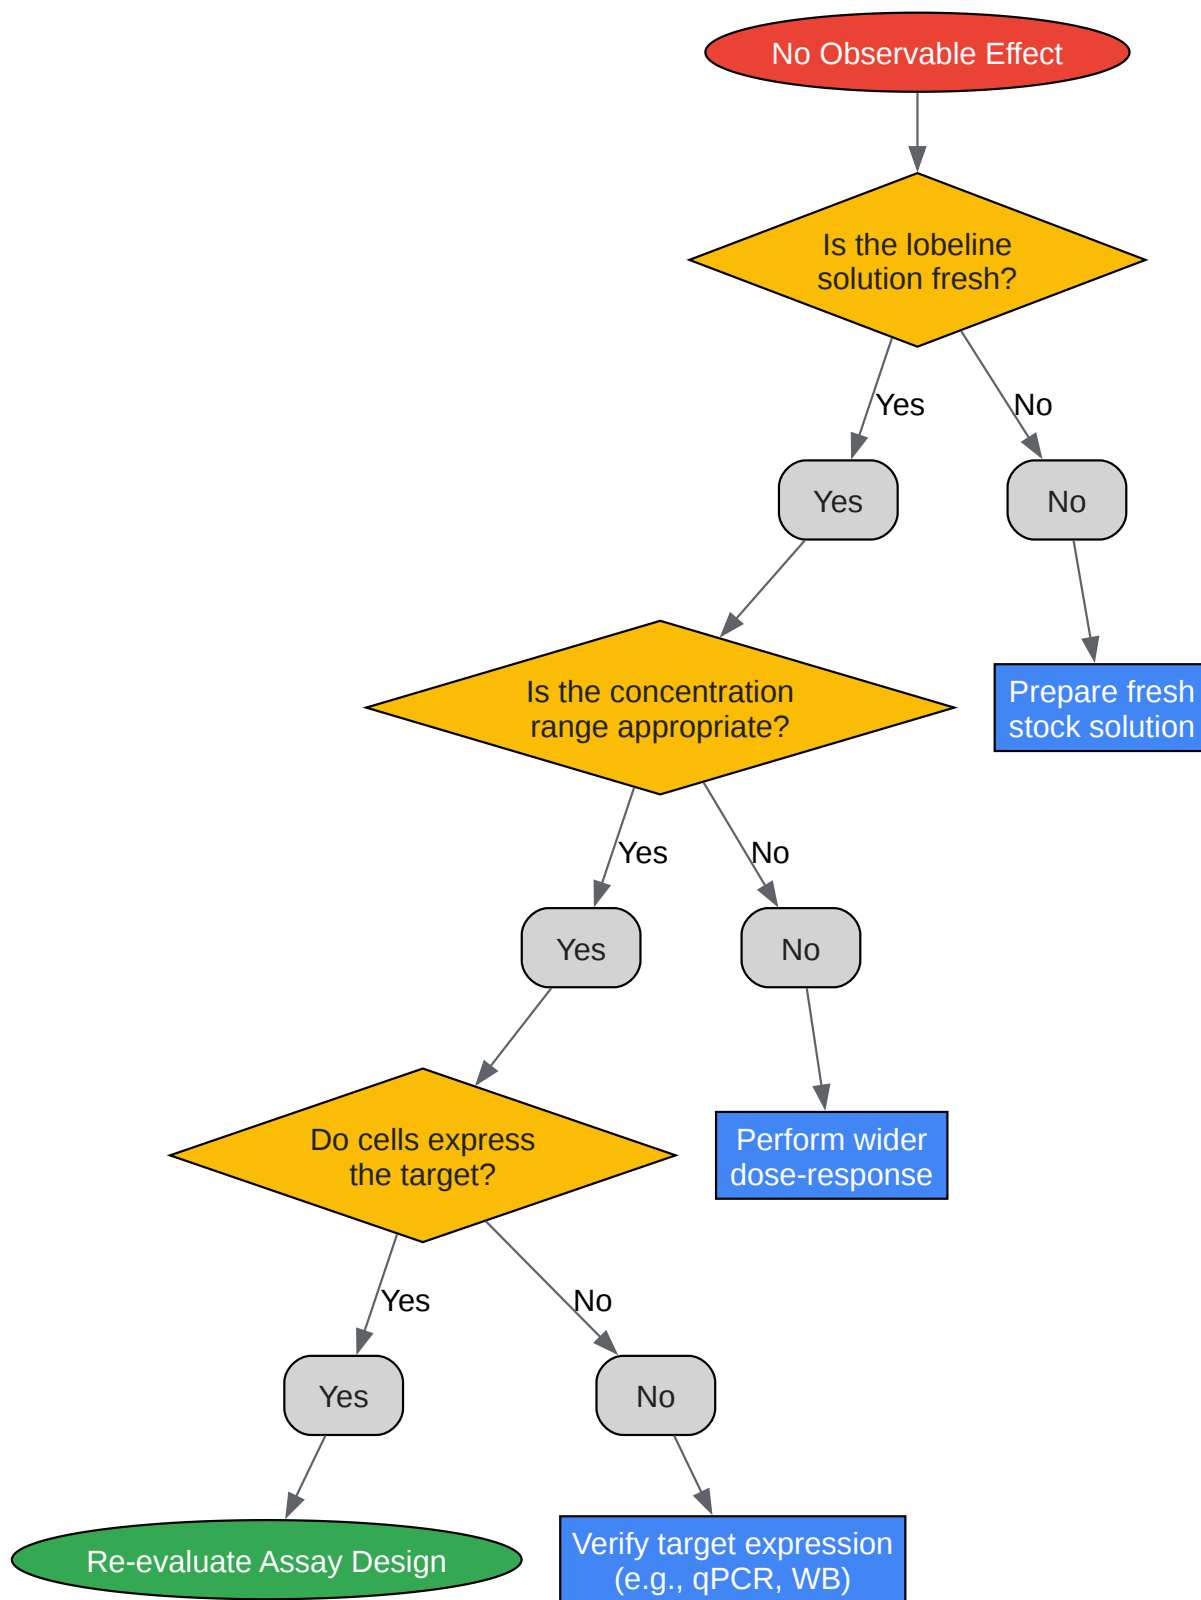 No Observable Effect
Is the lobeline
solution fresh?
Yes
No
Yes
No
Prepare fresh
stock solution
Is the concentration
range appropriate?
Yes
No
Yes
No
Perform wider
dose-response
Do cells express
the target?
Yes
No
Yes
No
Re-evaluate Assay Design
Verify target expression
(e.g., qPCR, WB)